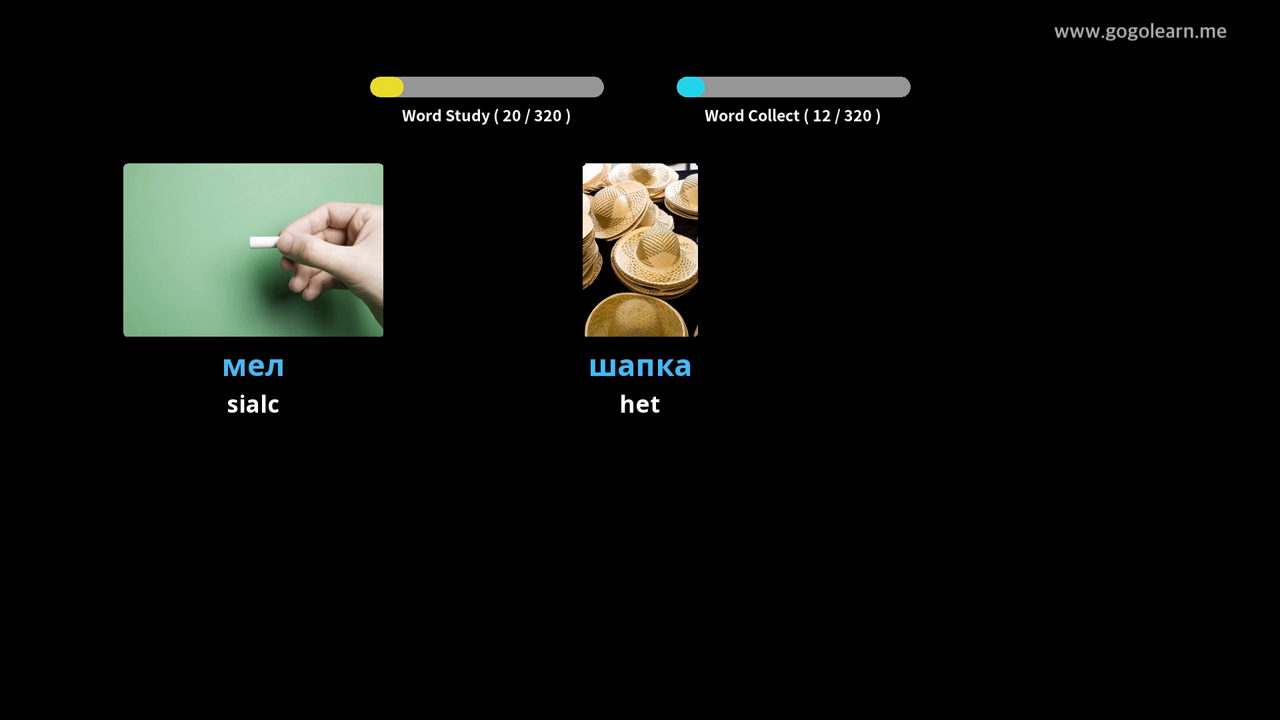 www.gogolearn.me
Word Study ( 20 / 320 )
Word Collect ( 12 / 320 )
мел
sialc
шапка
het